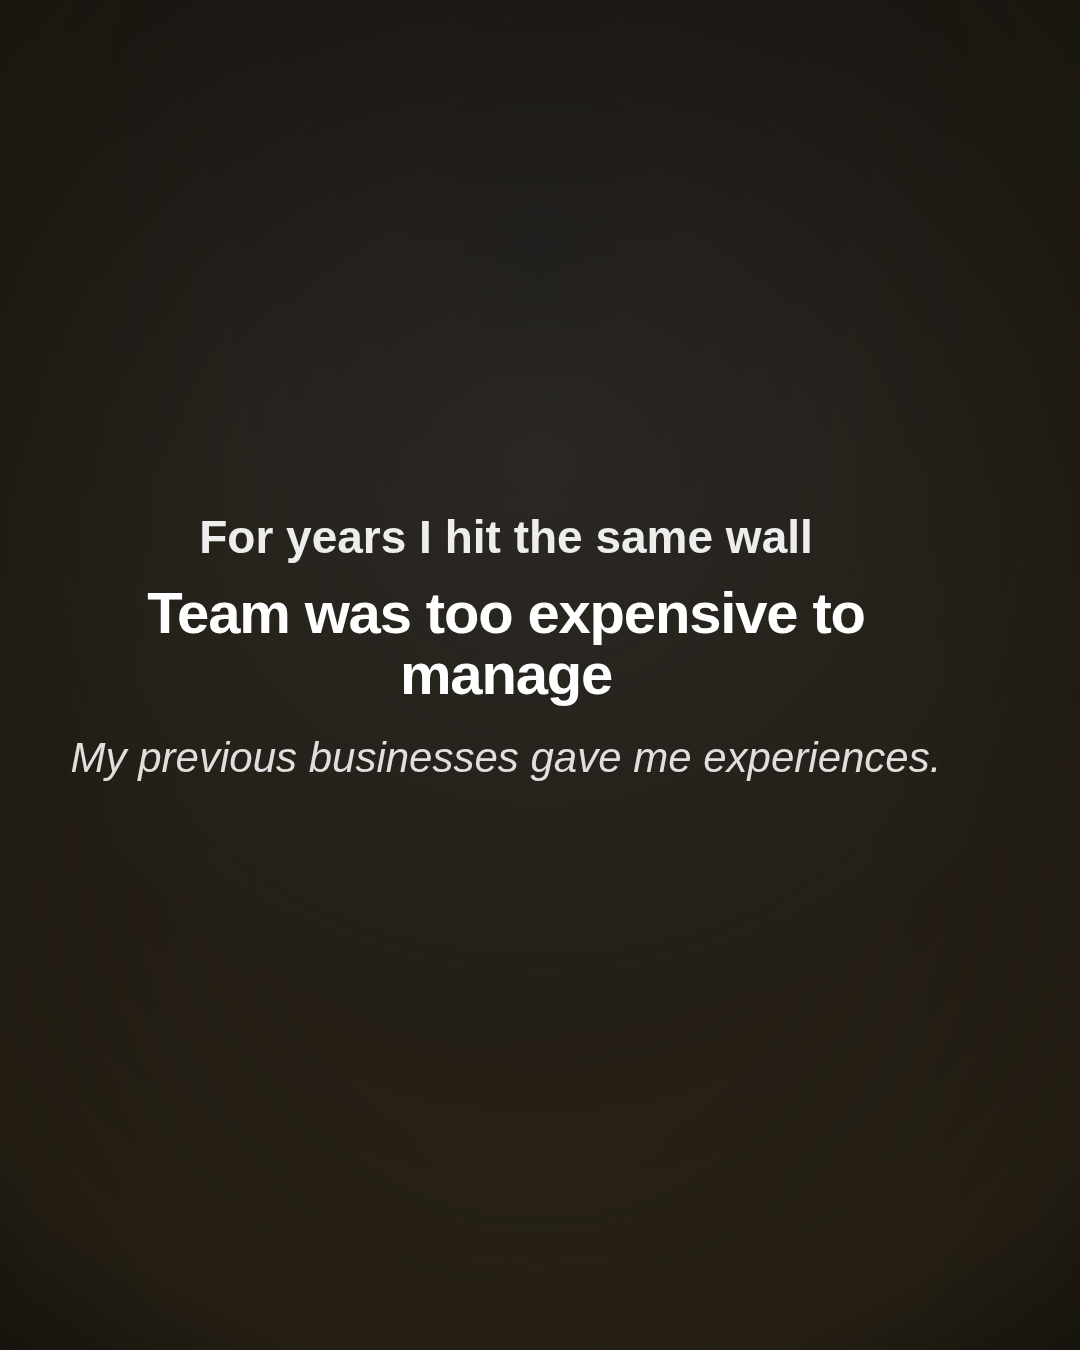 For years I hit the same wall
Team was too expensive to
manage
My previous businesses gave me experiences.